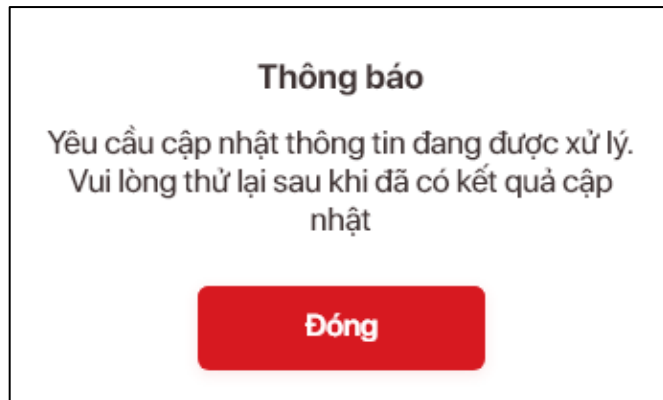 Thông báo
Yêu cầu cập nhật thông tin đang được xử lý.
Vui lòng thử lại sau khi đã có kết quả cập
nhật
Đóng